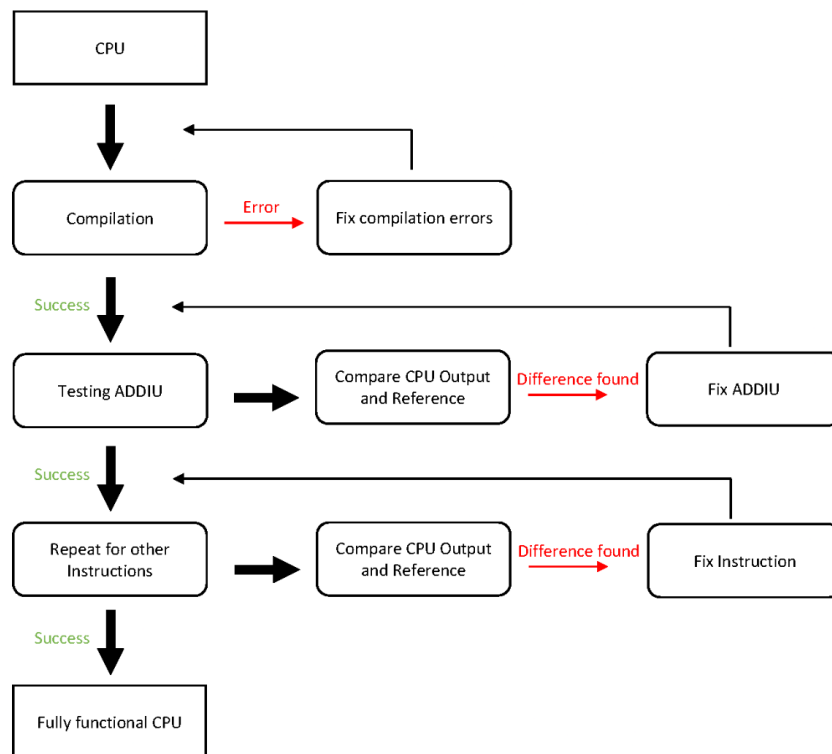 CPU
Compilation
Error
Fix compilation errors
Success
Testing ADDIU
Compare CPU Output
and Reference
Difference found
Fix ADDIU
Success
Repeat for other
Instructions
Compare CPU Output
and Reference
Difference found
Fix Instruction
Success
Fully functional CPU